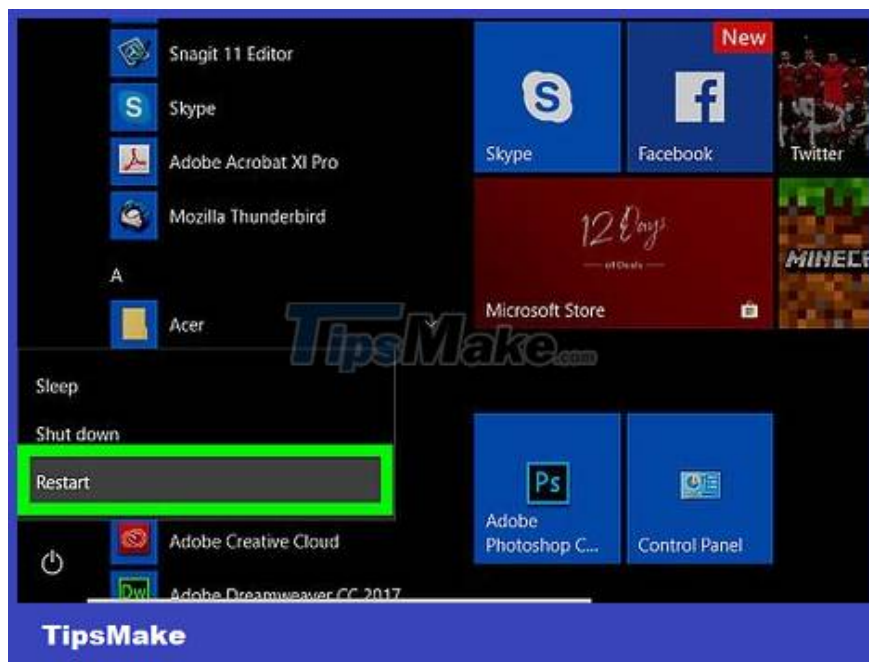 Snagit 11 Editor
Skype
Adobe Acrobat XI Pro
Mozilla Thunderbird
A
Acer
Sleep
Shut down
Restart
Adobe Creative Cloud
Dw
Adobe Dreamweaver CC 2017
S
Skype
New
Facebook
Twitter
12 Days
of Deals
Microsoft Store
MINECR
Ps
Adobe
Photoshop C...
Control Panel
TipsMake.com
TipsMake